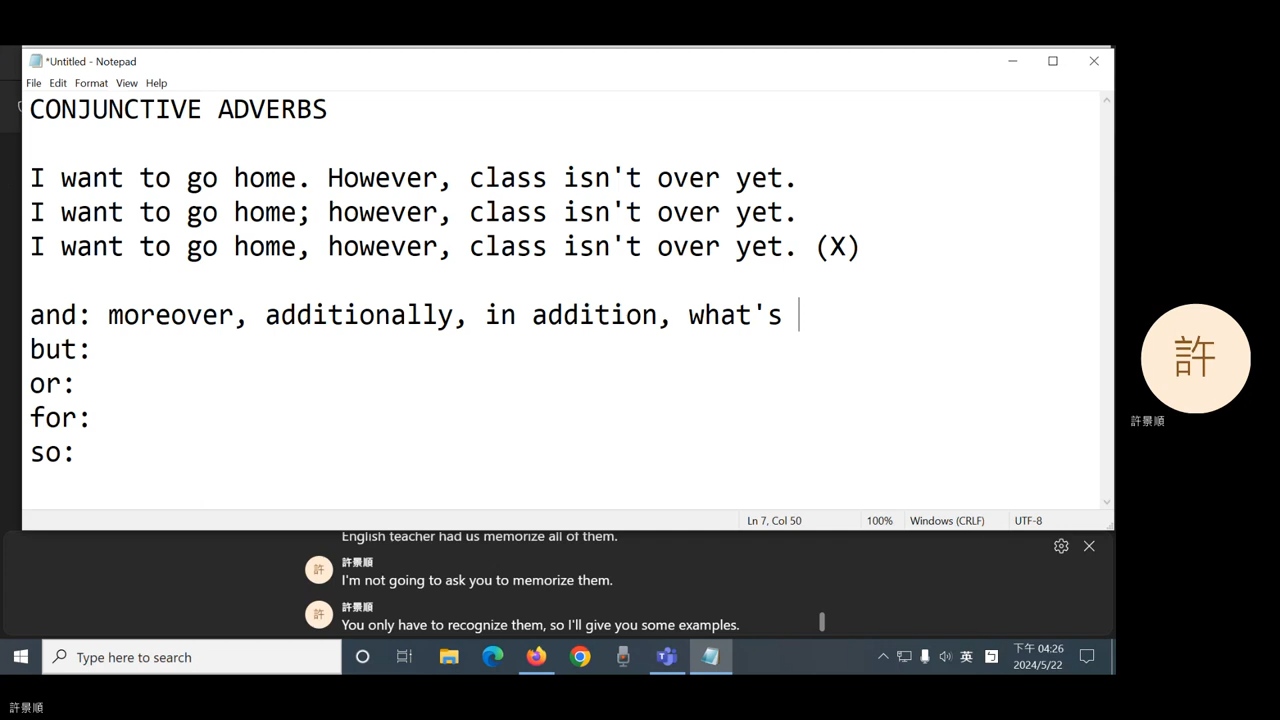 *Untitled - Notepad
File Edit Format View Help
CONJUNCTIVE ADVERBS
I want to go home. However, class isn't over yet.
I want to go home; however, class isn't over yet.
I want to go home, however, class isn't over yet. (X)
and: moreover, additionally, in addition, what's
but:
or:
for:
so:
Ln 7, Col 50 100% Windows (CRLF) UTF-8
English teacher had us memorize all of them.
許 許景順
I'm not going to ask you to memorize them.
許 許景順
You only have to recognize them, so I'll give you some examples.
許
許景順
Type here to search
英
下午 04:26
2024/5/22
許景順